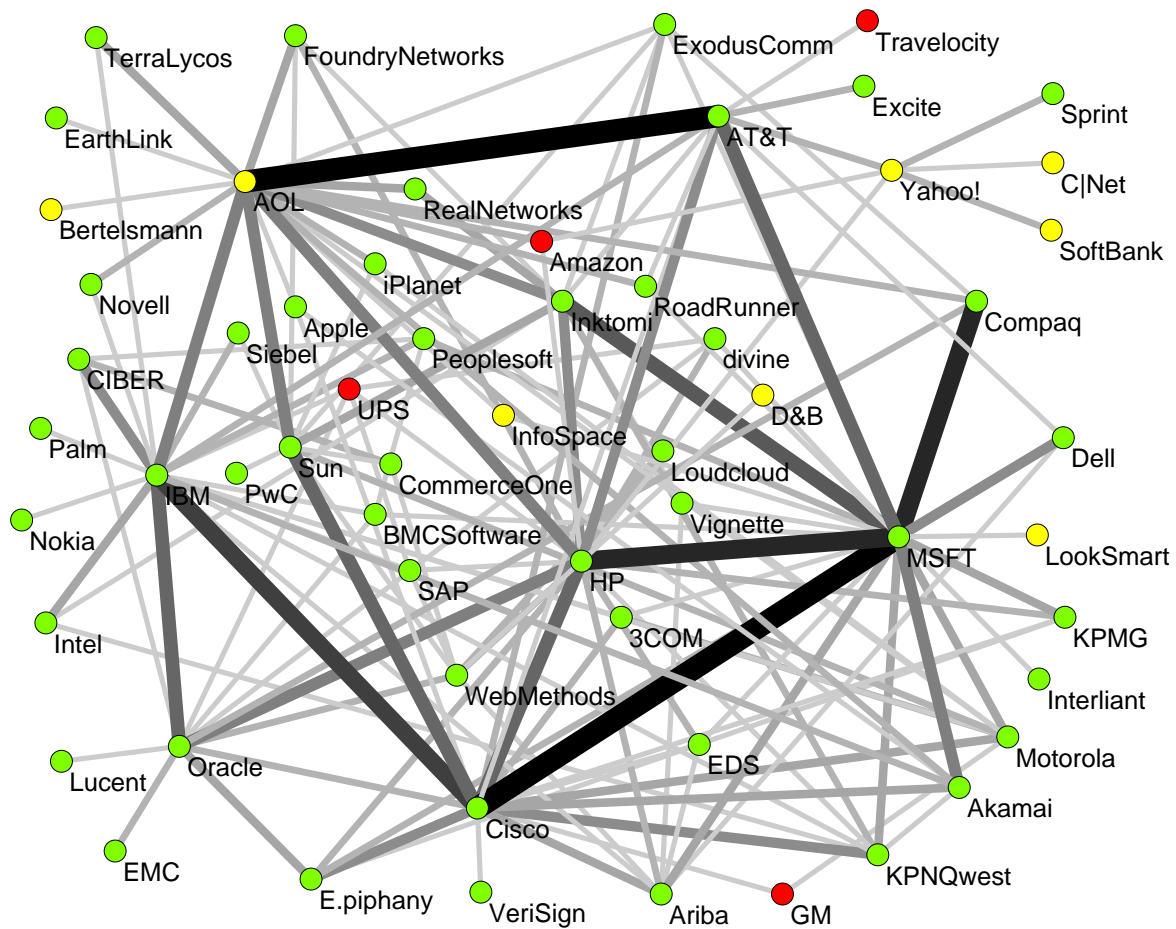 ExodusComm
Travelocity
TerraLycos
FoundryNetworks
Excite
Sprint
EarthLink
AT&T
C|Net
Yahoo!
AOL
RealNetworks
Bertelsmann
SoftBank
Amazon
iPlanet
Novell
RoadRunner
Apple
Inktomi
Compaq
Siebel
Peoplesoft
divine
CIBER
UPS
D&B
InfoSpace
Palm
Sun
Loudcloud
Dell
IBM
PwC
CommerceOne
Nokia
BMCSoftware
Vignette
LookSmart
MSFT
SAP
HP
Intel
3COM
KPMG
WebMethods
Interliant
Lucent
Oracle
EDS
Motorola
Akamai
Cisco
EMC
KPNQwest
E.piphany
VeriSign
Ariba
GM